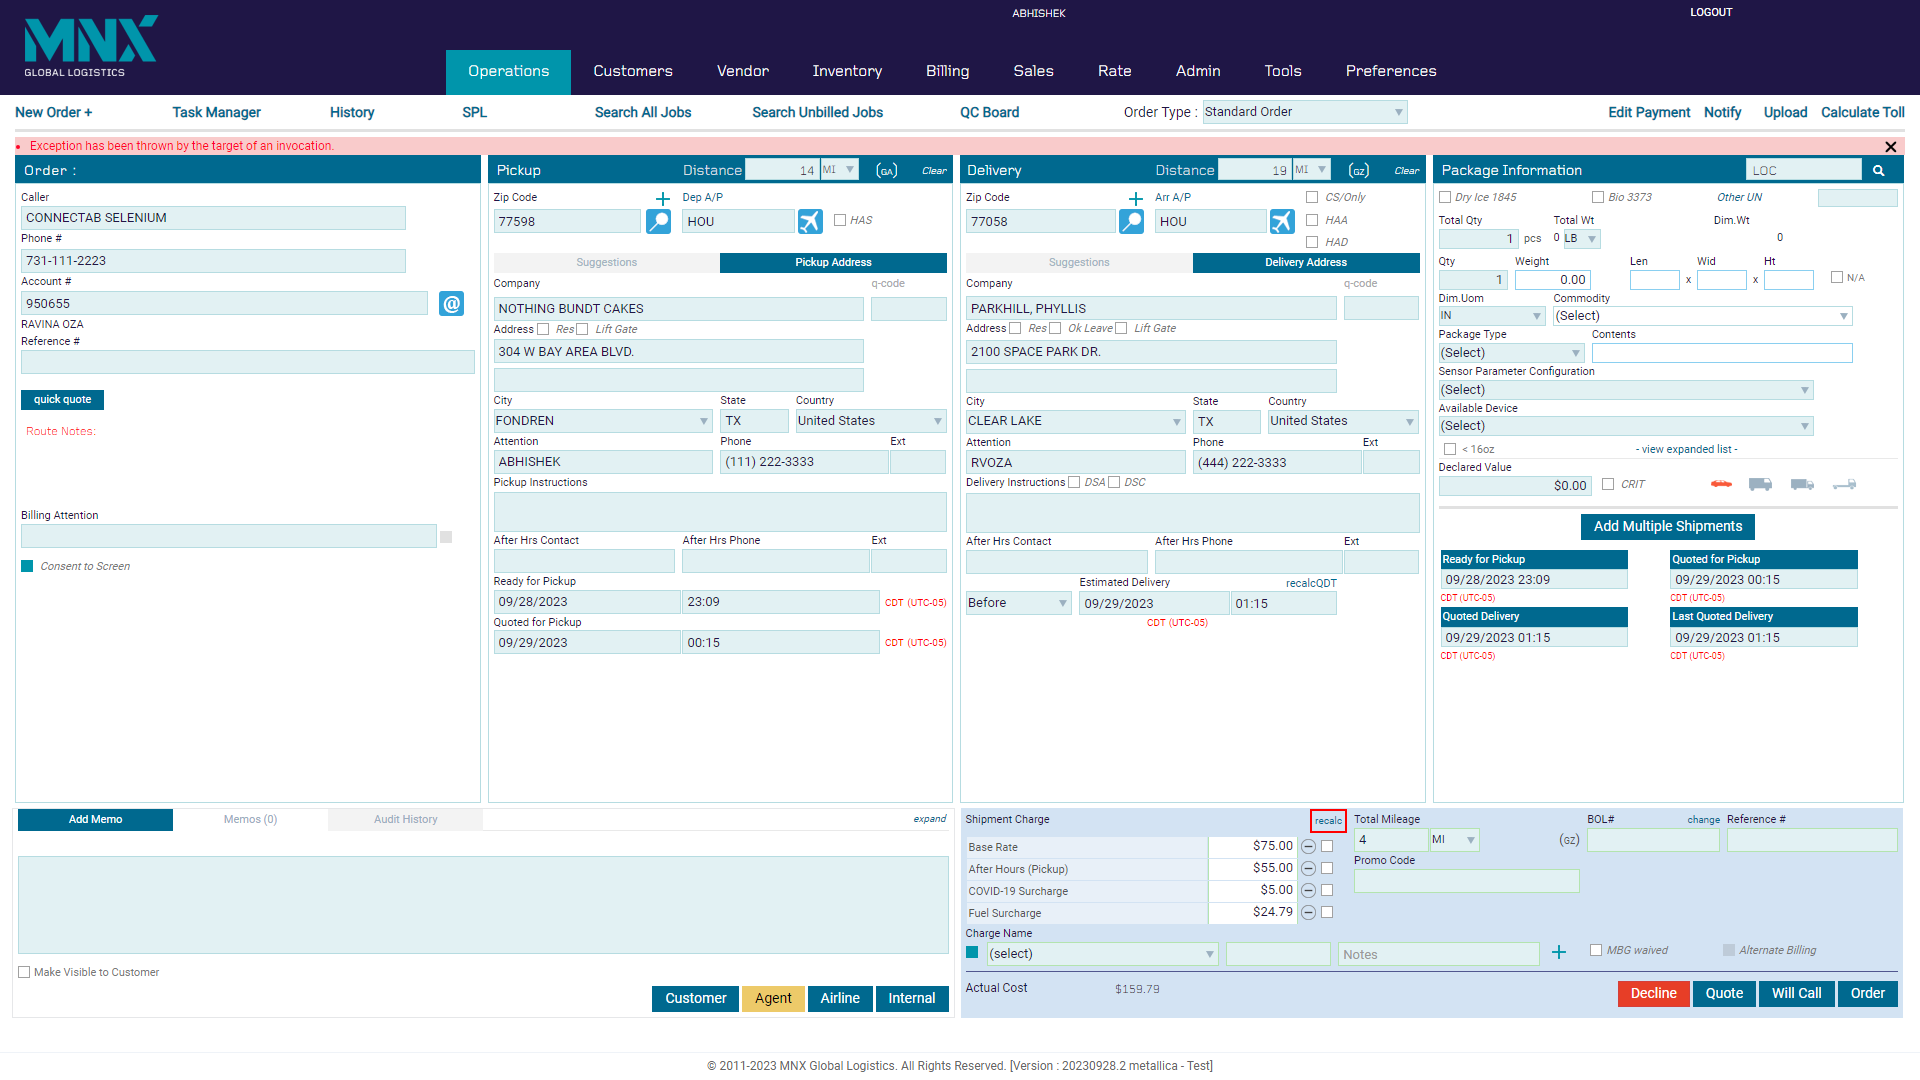 MNX
GLOBAL LOGISTICS
ABHISHEK
LOGOUT
Operations Customers Vendor Inventory Billing Sales Rate Admin Tools Preferences
New Order + Task Manager History SPL Search All Jobs Search Unbilled Jobs QC Board Order Type : Standard Order Edit Payment Notify Upload Calculate Toll
Exception has been thrown by the target of an invocation.
Order :
Caller
CONNECTAB SELENIUM
Phone #
731-111-2223
Account #
950655
@
RAVINA OZA
Reference #
quick quote
Route Notes:
Billing Attention
Consent to Screen
Pickup Distance 14 MI (GA) Clear
Zip Code + Dep A/P
77598 HOU HAS
Suggestions Pickup Address
Company q-code
NOTHING BUNDT CAKES
Address Res Lift Gate
304 W BAY AREA BLVD.
City State Country
FONDREN TX United States
Attention Phone Ext
ABHISHEK (111) 222-3333
Pickup Instructions
After Hrs Contact After Hrs Phone Ext
Ready for Pickup
09/28/2023 23:09 CDT (UTC-05)
Quoted for Pickup
09/29/2023 00:15 CDT (UTC-05)
Delivery Distance 19 MI (GZ) Clear
Zip Code + Arr A/P CS/Only
77058 HOU HAA
HAD
Suggestions Delivery Address
Company q-code
PARKHILL, PHYLLIS
Address Res Ok Leave Lift Gate
2100 SPACE PARK DR.
City State Country
CLEAR LAKE TX United States
Attention Phone Ext
RVOZA (444) 222-3333
Delivery Instructions DSA DSC
After Hrs Contact After Hrs Phone Ext
Estimated Delivery recalcQDT
Before 09/29/2023 01:15
CDT (UTC-05)
Package Information LOC
Dry Ice 1845 Bio 3373 Other UN
Total Qty Total Wt Dim.Wt
1 pcs 0 LB 0
Qty Weight Len Wid Ht
1 0.00 x x N/A
Dim.Uom Commodity
IN (Select)
Package Type Contents
(Select)
Sensor Parameter Configuration
(Select)
Available Device
(Select)
< 16oz - view expanded list -
Declared Value
$0.00 CRIT
Add Multiple Shipments
Ready for Pickup Quoted for Pickup
09/28/2023 23:09 09/29/2023 00:15
CDT (UTC-05) CDT (UTC-05)
Quoted Delivery Last Quoted Delivery
09/29/2023 01:15 09/29/2023 01:15
CDT (UTC-05) CDT (UTC-05)
Add Memo Memos (0) Audit History expand
Make Visible to Customer
Customer Agent Airline Internal
Shipment Charge recalc Total Mileage BOL# change Reference #
4 MI (GZ)
Base Rate $75.00
Promo Code
After Hours (Pickup) $55.00
COVID-19 Surcharge $5.00
Fuel Surcharge $24.79
Charge Name
(select) Notes + MBG waived Alternate Billing
Actual Cost $159.79
Decline Quote Will Call Order
© 2011-2023 MNX Global Logistics. All Rights Reserved. [Version : 20230928.2 metallica - Test]